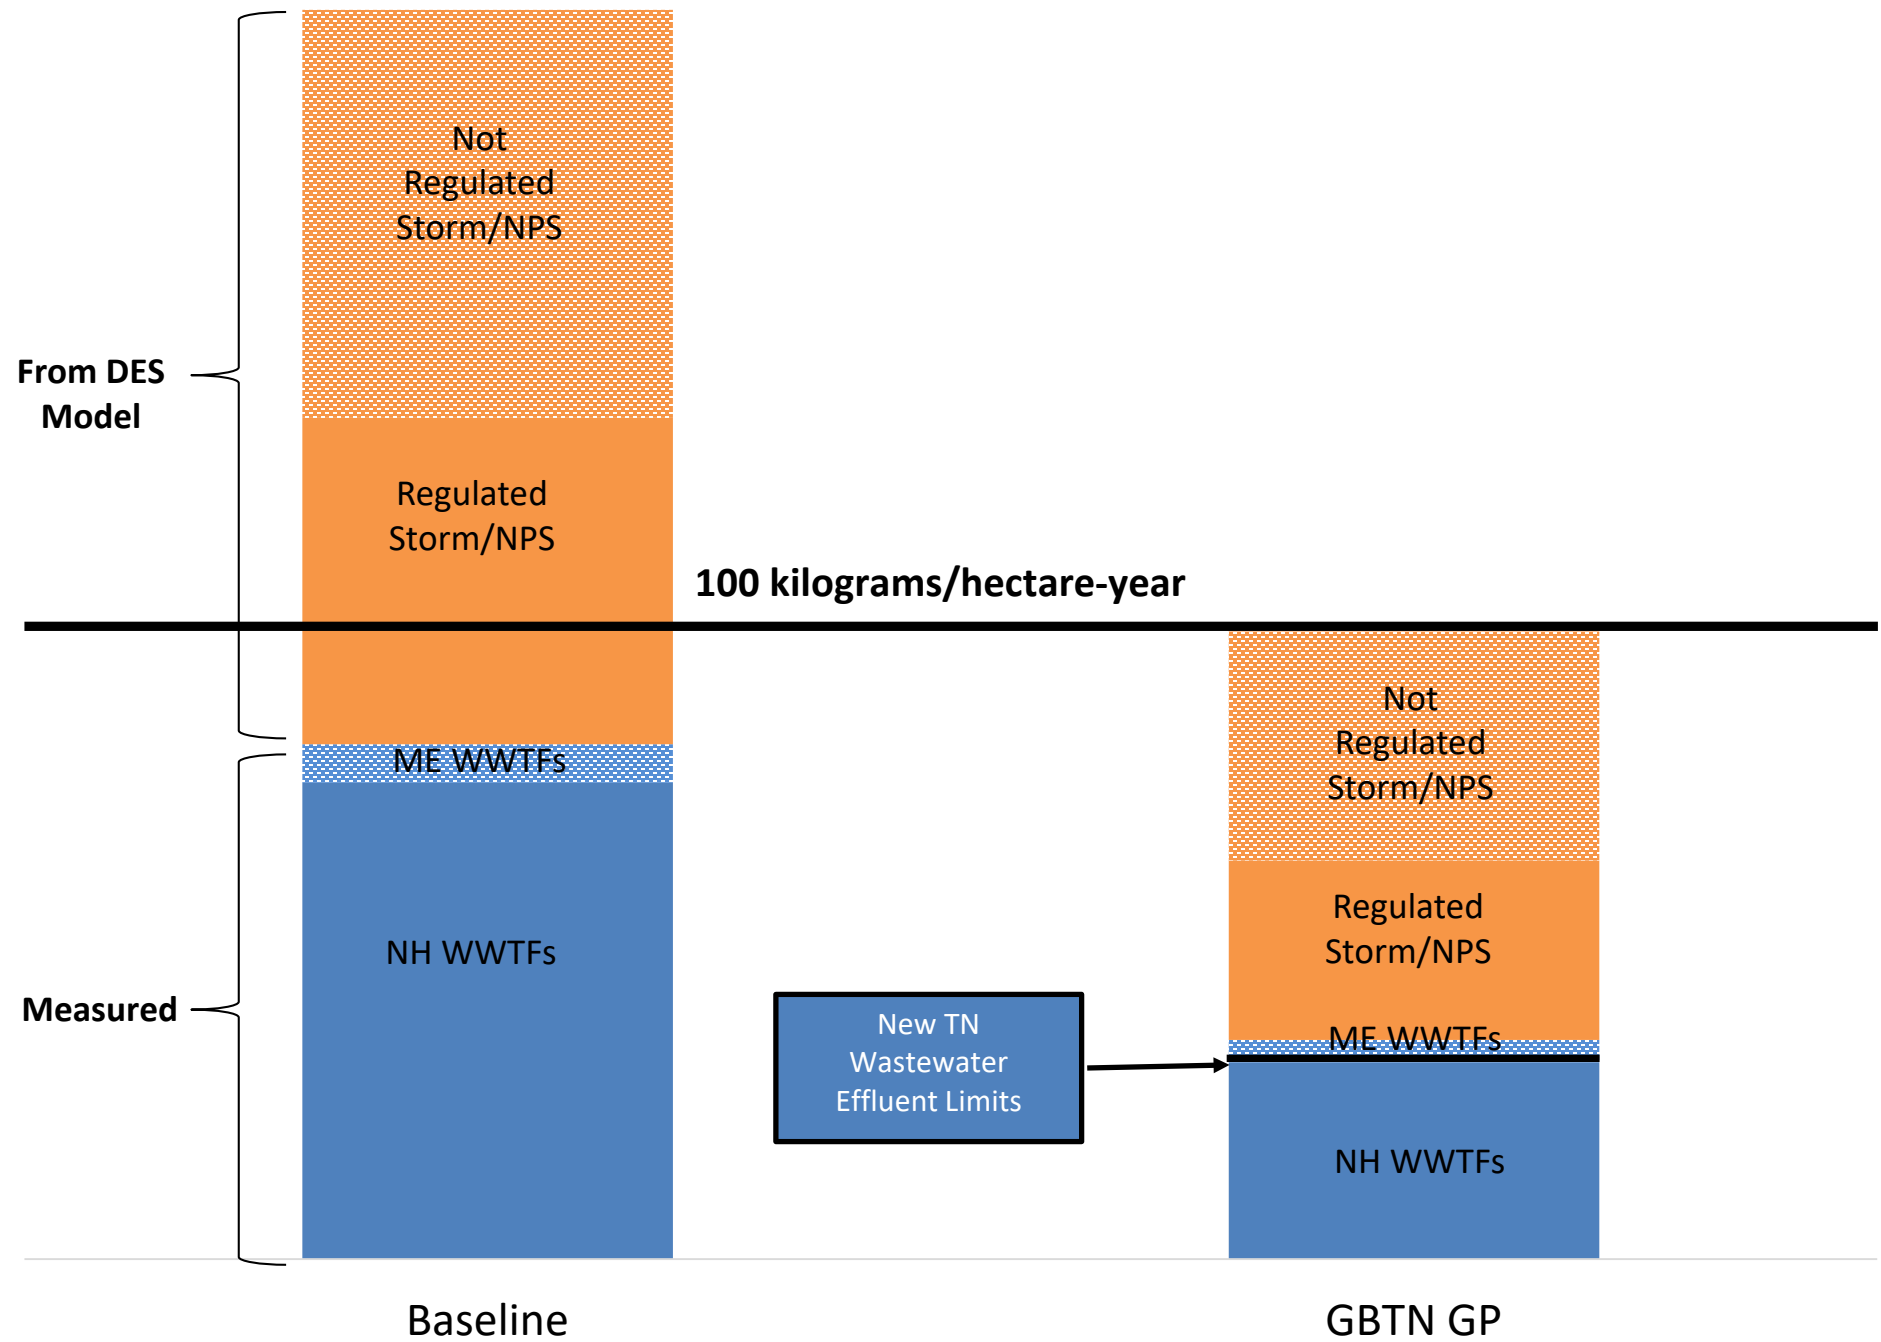 Not
Regulated
Storm/NPS
From DES
Model
Regulated
Storm/NPS
100 kilograms/hectare-year
Not
Regulated
Storm/NPS
ME WWTFs
Regulated
Storm/NPS
NH WWTFs
Measured
New TN
Wastewater
Effluent Limits
ME WWTFs
NH WWTFs
Baseline
GBTN GP